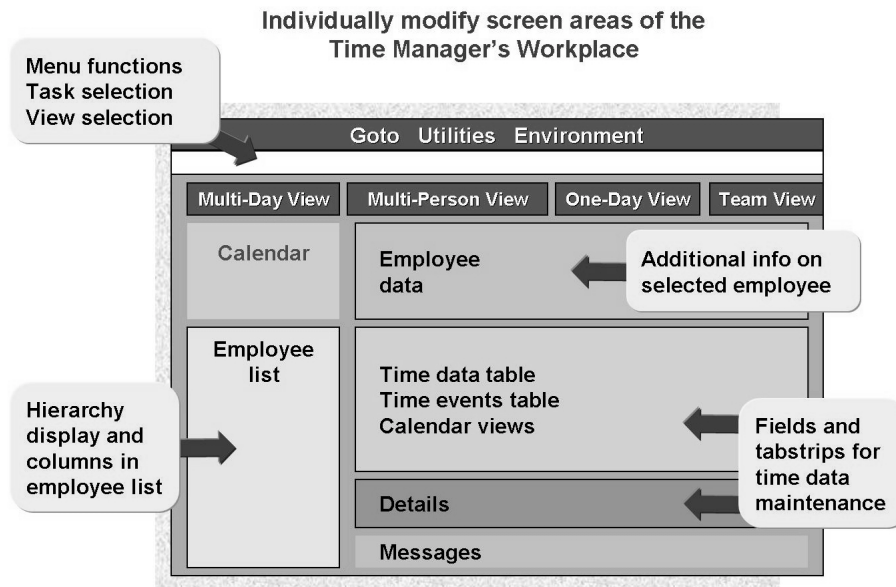 Individually modify screen areas of the
Time Manager's Workplace
Menu functions
Task selection
View selection
Goto Utilities Environment
Multi-Day View Multi-Person View One-Day View Team View
Calendar
Employee
data
Additional info on
selected employee
Employee
list
Time data table
Time events table
Calendar views
Hierarchy
display and
columns in
employee list
Fields and
tabstrips for
time data
maintenance
Details
Messages